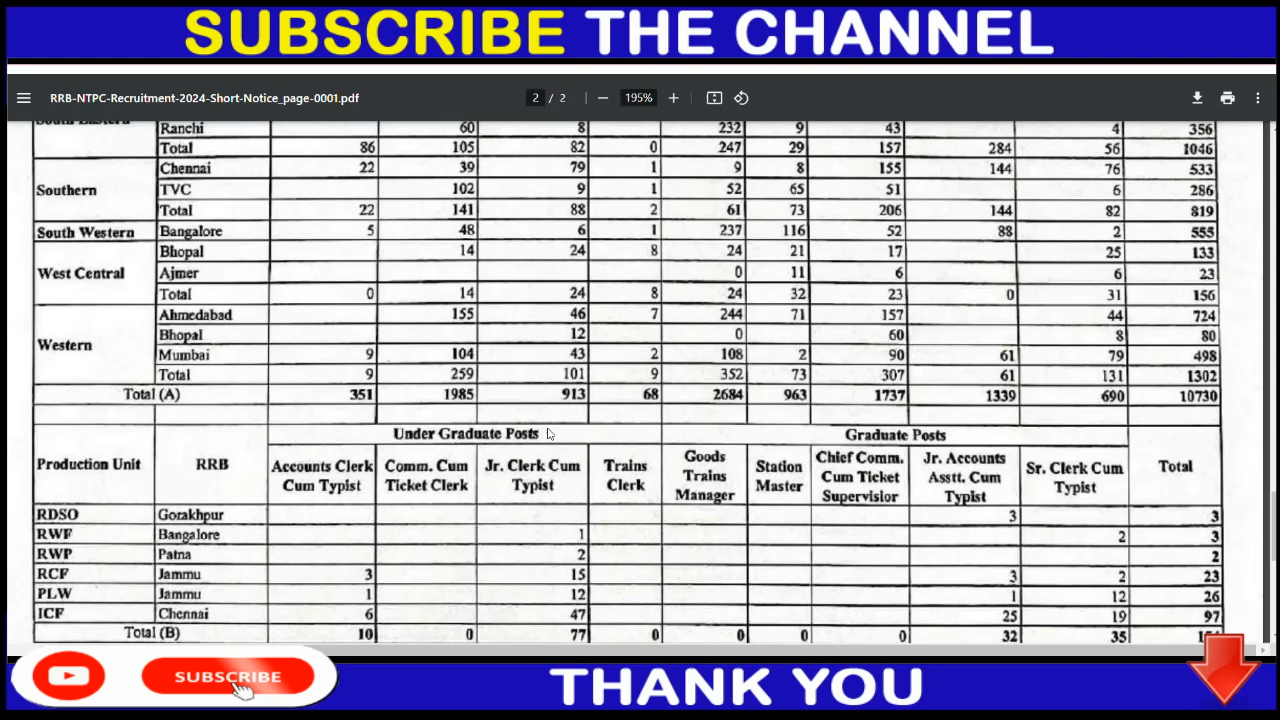 SUBSCRIBE THE CHANNEL
RRB-NTPC-Recruitment-2024-Short-Notice_page-0001.pdf 2 / 2 195%
Ranchi 60 8 232 9 43 4 356
Total 86 105 82 0 247 29 157 284 56 1046
Southern Chennai 22 39 79 1 9 8 155 144 76 533
TVC 102 9 1 52 65 51 6 286
Total 22 141 88 2 61 73 206 144 82 819
South Western Bangalore 5 48 6 1 237 116 52 88 2 555
West Central Bhopal 14 24 8 24 21 17 25 133
Ajmer 0 11 6 6 23
Total 0 14 24 8 24 32 23 0 31 156
Western Ahmedabad 155 46 7 244 71 157 44 724
Bhopal 12 0 60 8 80
Mumbai 9 104 43 2 108 2 90 61 79 498
Total 9 259 101 9 352 73 307 61 131 1302
Total (A) 351 1985 913 68 2684 963 1737 1339 690 10730
Under Graduate Posts Graduate Posts
Production Unit RRB Accounts Clerk Cum Typist Comm. Cum Ticket Clerk Jr. Clerk Cum Typist Trains Clerk Goods Trains Manager Station Master Chief Comm. Cum Ticket Supervisior Jr. Accounts Asstt. Cum Typist Sr. Clerk Cum Typist Total
RDSO Gorakhpur 3 3
RWF Bangalore 1 2 3
RWP Patna 2 2
RCF Jammu 3 15 3 2 23
PLW Jammu 1 12 1 12 26
ICF Chennai 6 47 25 19 97
Total (B) 10 0 77 0 0 0 0 32 35
SUBSCRIBE
THANK YOU